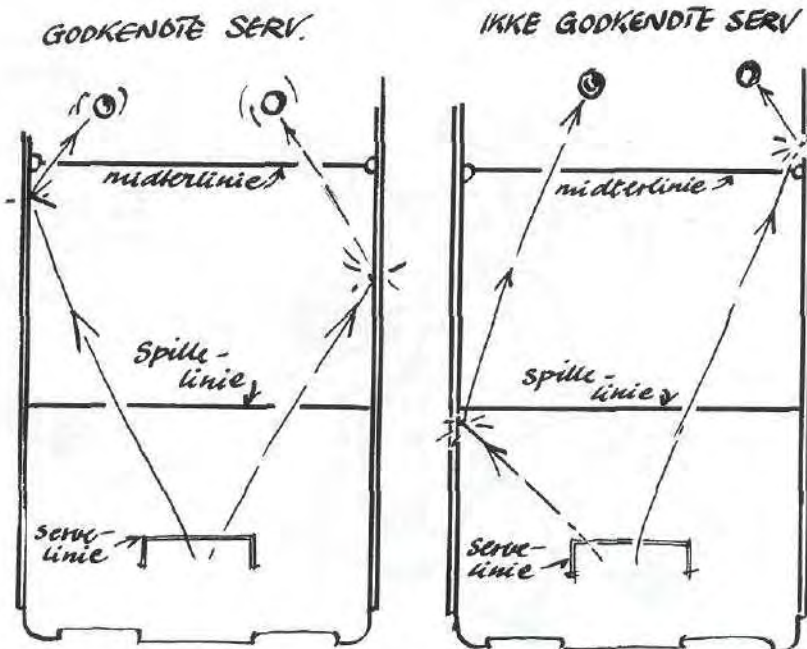 GODKENDTE SERV.
midterlinie
Spille-
linie
Serve-
linie
IKKE GODKENDTE SERV
midterlinie
Spille-
linie
Serve-
linie